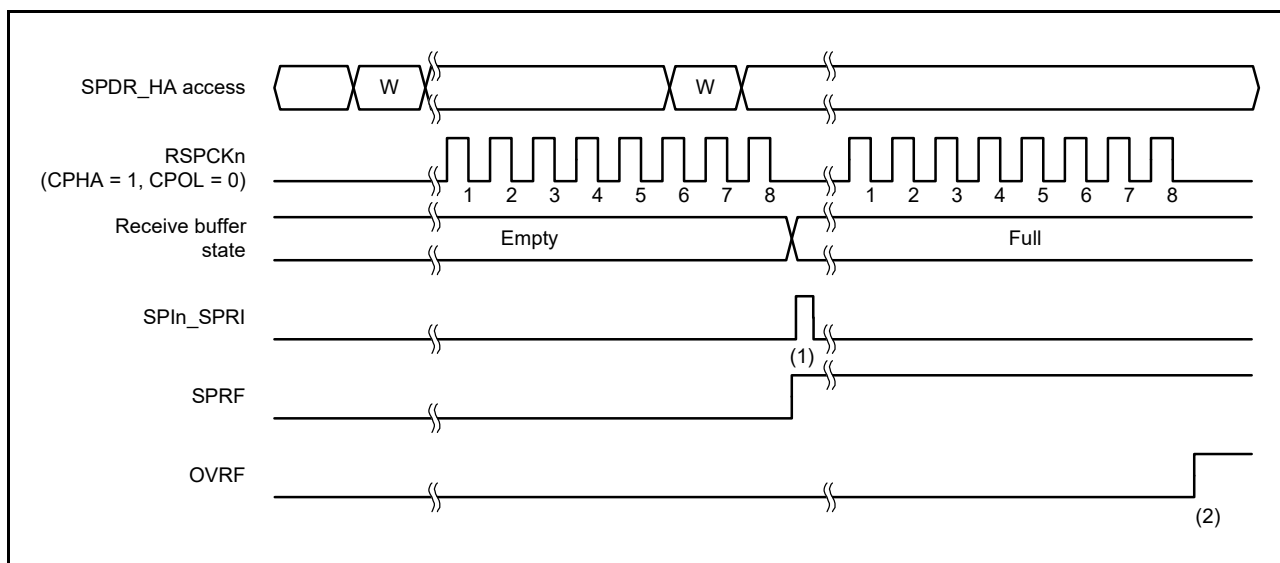 SPDR_HA access
W
W
RSPCKn
(CPHA = 1, CPOL = 0)
1 2 3 4 5 6 7 8
1 2 3 4 5 6 7 8
Receive buffer
state
Empty
Full
SPIn_SPRI
(1)
SPRF
OVRF
(2)